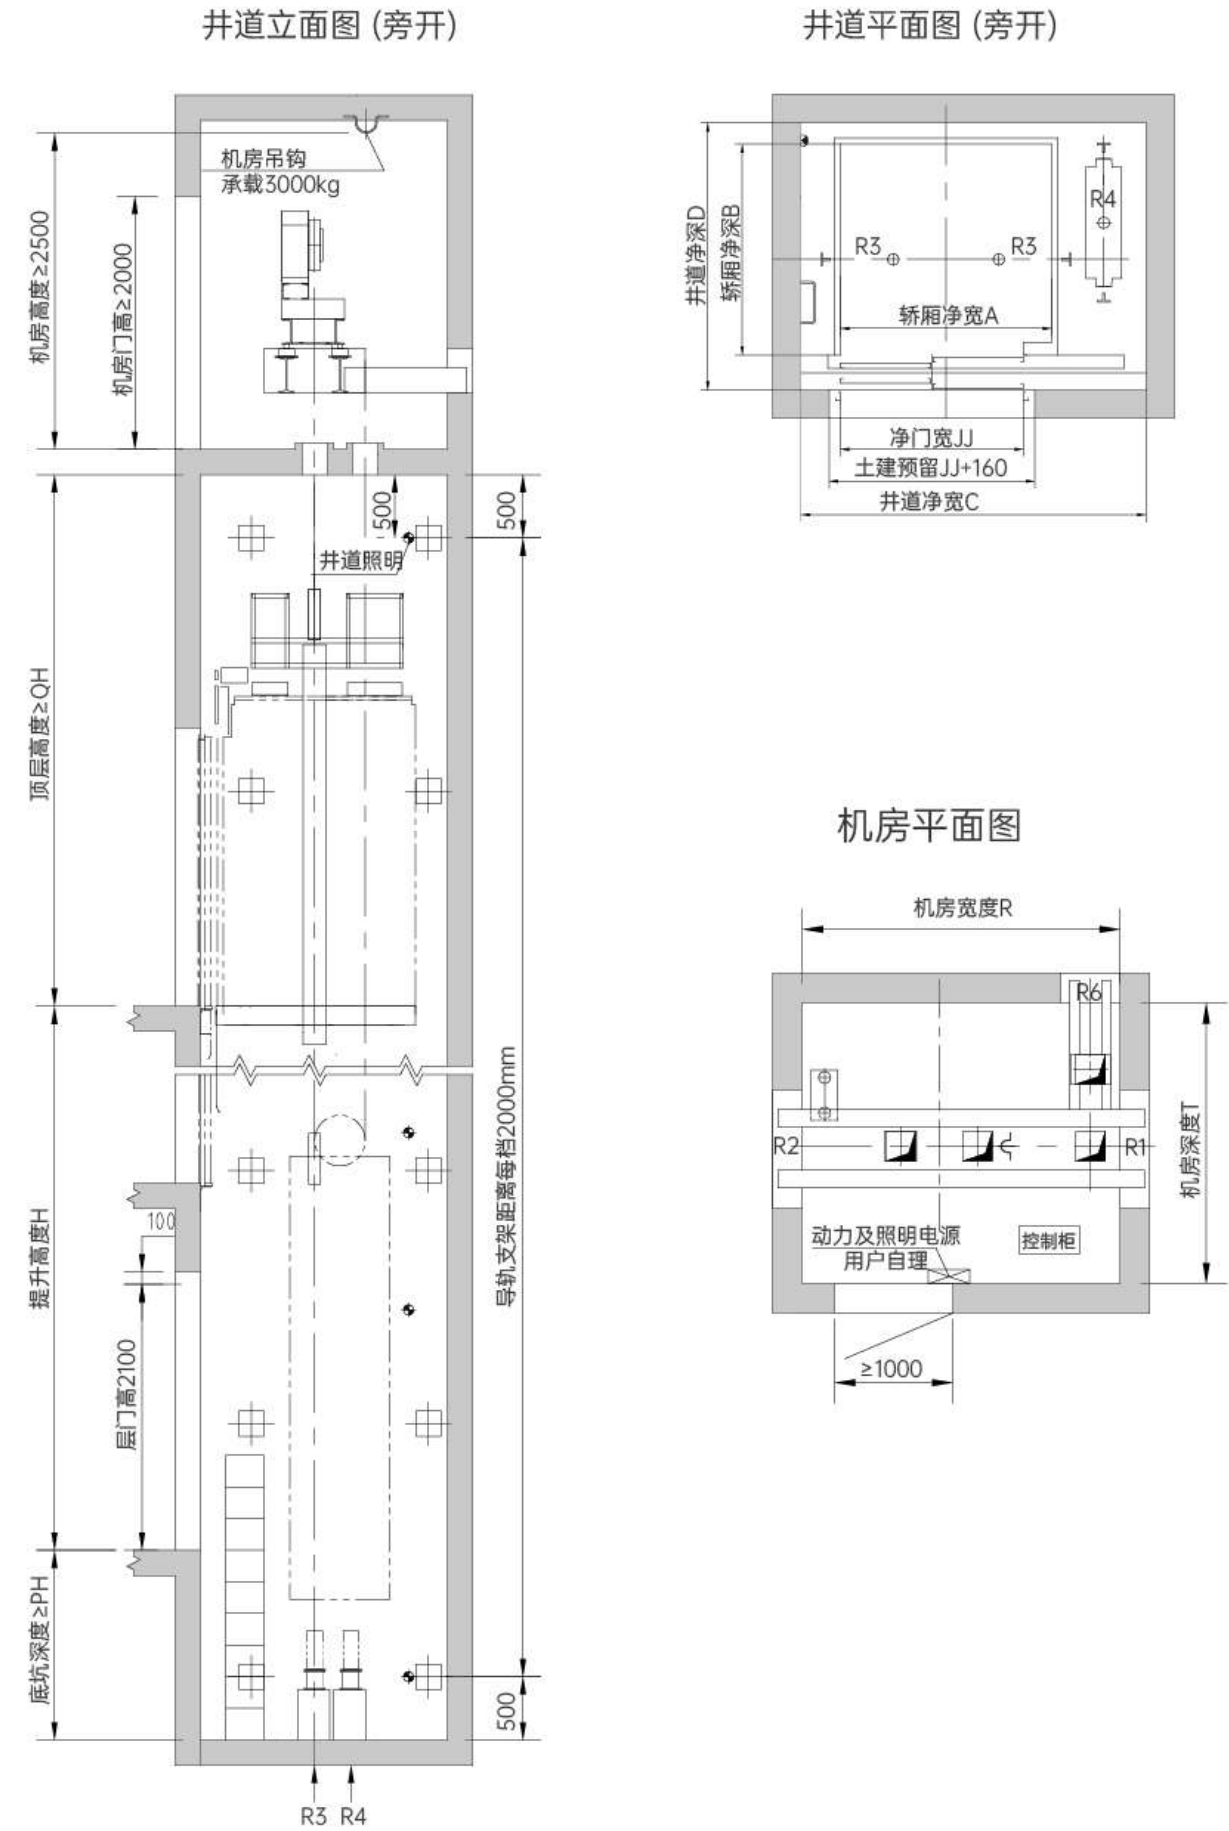 井道立面图 (旁开)
机房吊钩
承载3000kg
机房高度≥2500
机房门高≥2000
500
500
井道照明
顶层高度≥QH
导轨支架距离每档2000mm
提升高度H
100
层门高2100
底坑深度≥PH
500
R3 R4
井道平面图 (旁开)
井道净深D
轿厢净深B
R4
R3
R3
轿厢净宽A
净门宽JJ
土建预留JJ+160
井道净宽C
机房平面图
机房宽度R
R6
机房深度T
R2
R1
动力及照明电源
用户自理
控制柜
≥1000